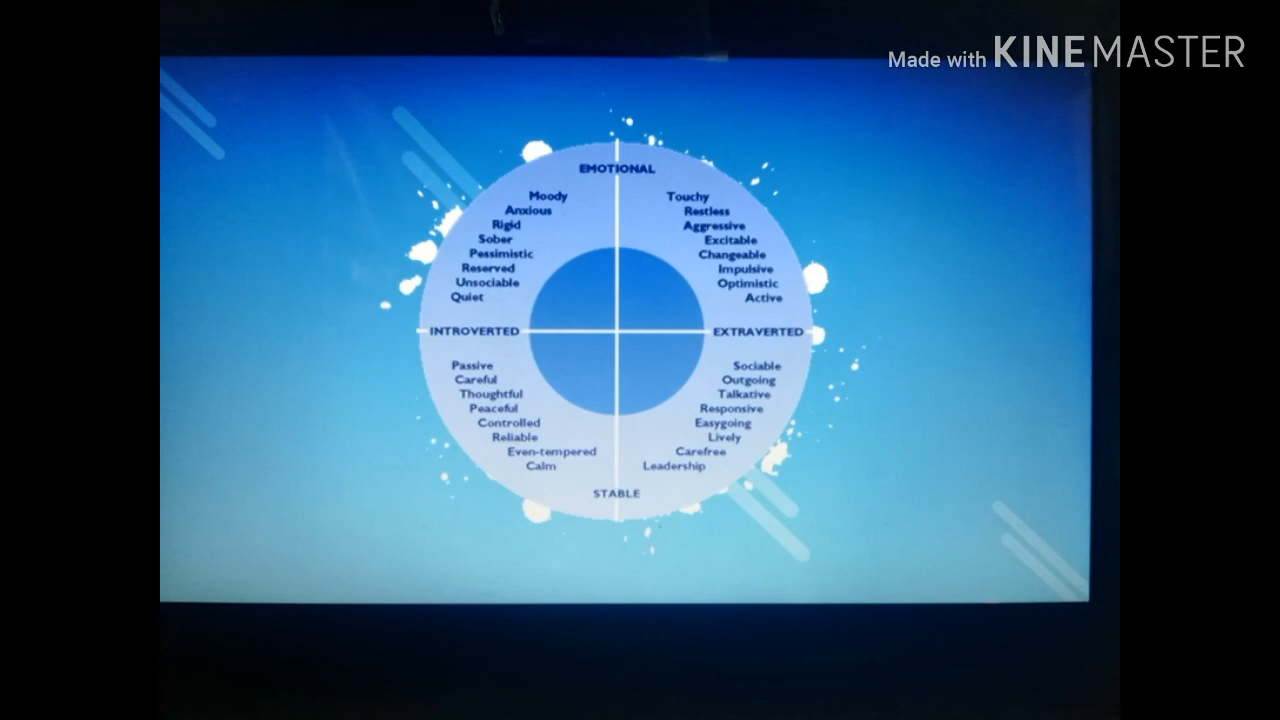 Made with KINEMASTER
EMOTIONAL
Moody
Anxious
Rigid
Sober
Pessimistic
Reserved
Unsociable
Quiet
Touchy
Restless
Aggressive
Excitable
Changeable
Impulsive
Optimistic
Active
INTROVERTED
EXTRAVERTED
Passive
Careful
Thoughtful
Peaceful
Controlled
Reliable
Even-tempered
Calm
Sociable
Outgoing
Talkative
Responsive
Easygoing
Lively
Carefree
Leadership
STABLE